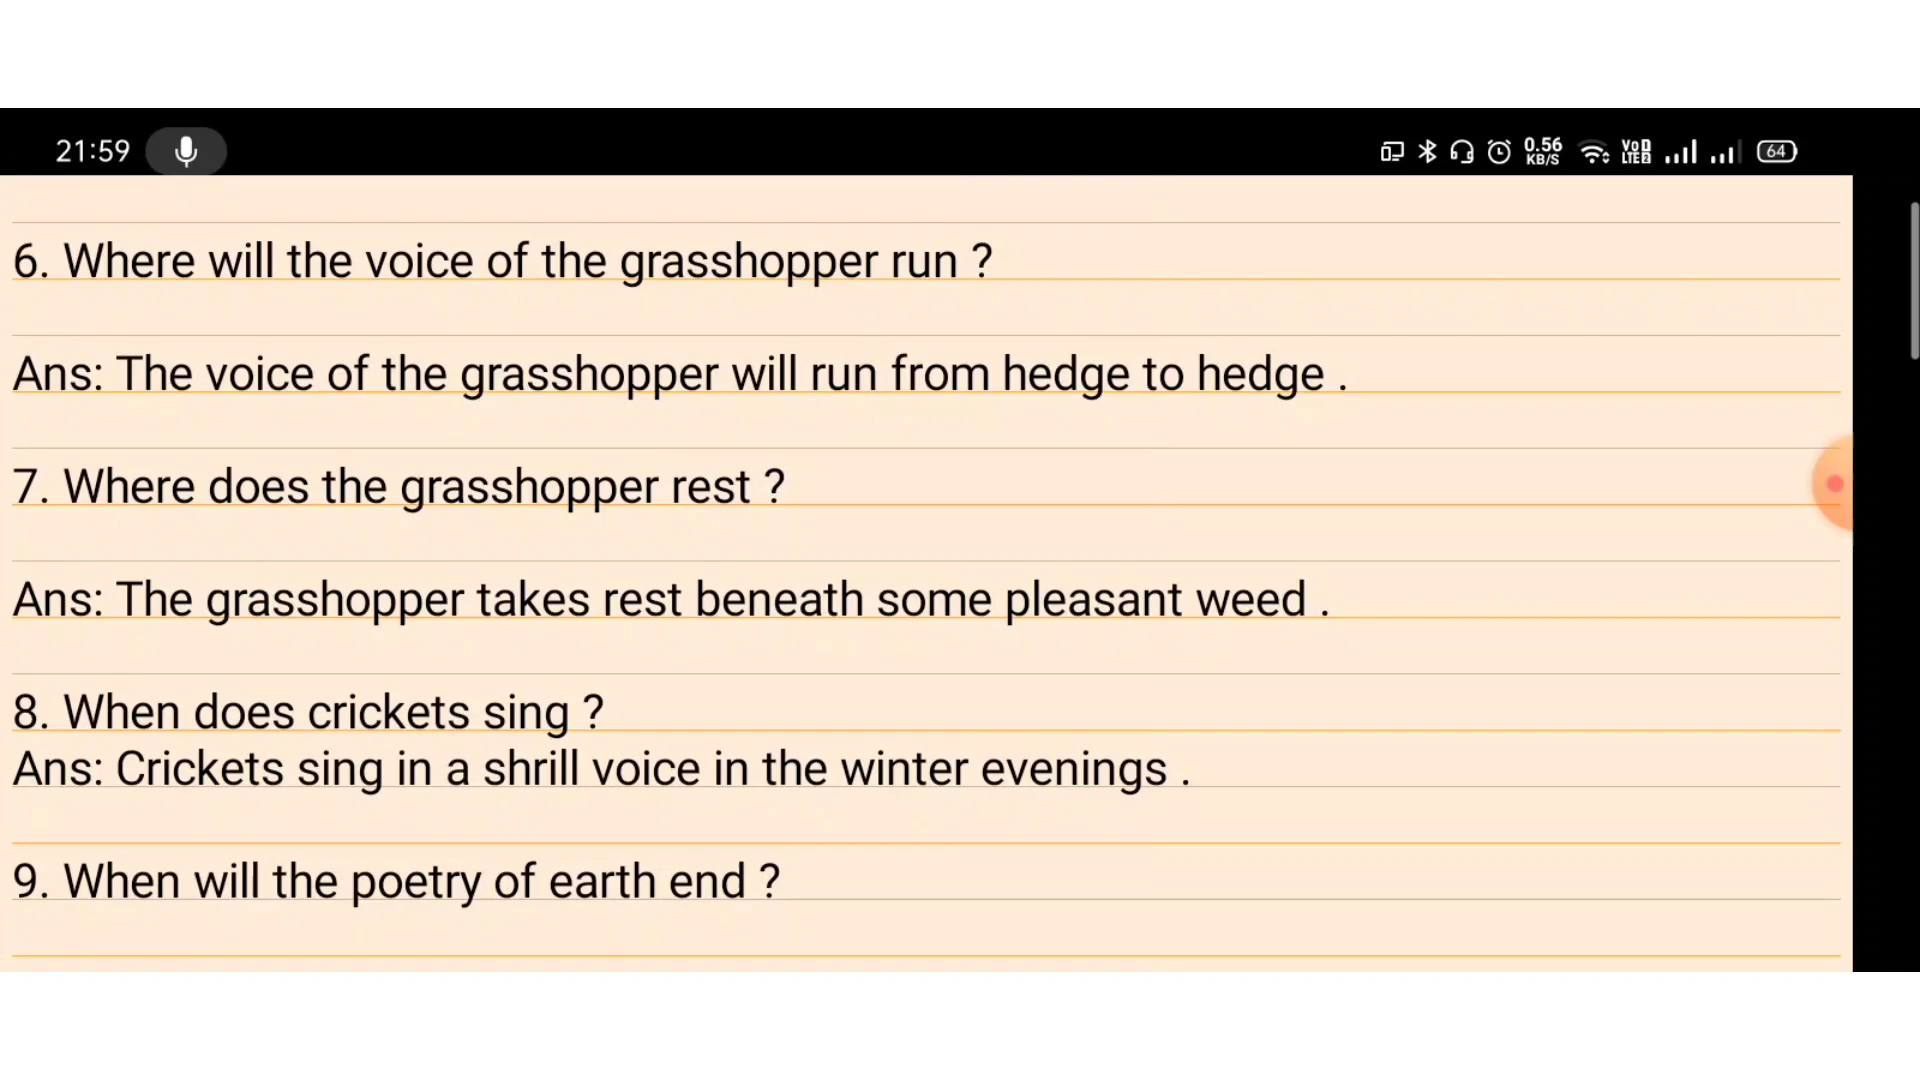 21:59 0.56 KB/S VoD LTE2 64
6. Where will the voice of the grasshopper run ?
Ans: The voice of the grasshopper will run from hedge to hedge .
7. Where does the grasshopper rest ?
Ans: The grasshopper takes rest beneath some pleasant weed .
8. When does crickets sing ?
Ans: Crickets sing in a shrill voice in the winter evenings .
9. When will the poetry of earth end ?